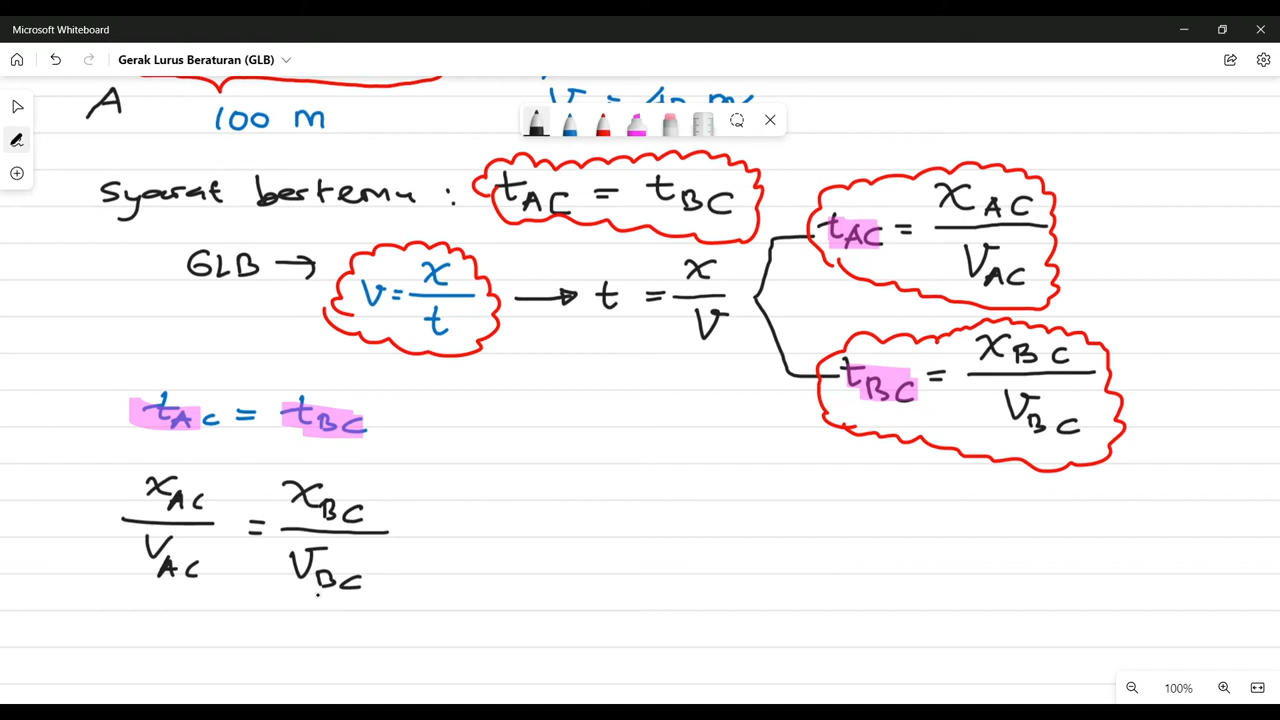 Microsoft Whiteboard
Gerak Lurus Beraturan (GLB)
A
100 m
Syarat bertemu : tAC = tBC
GLB → v = x/t → t = x/V
tAC = xAC/VAC
tBC = xBC/VBC
tAC = tBC
xAC/VAC = xBC/VBC
100%